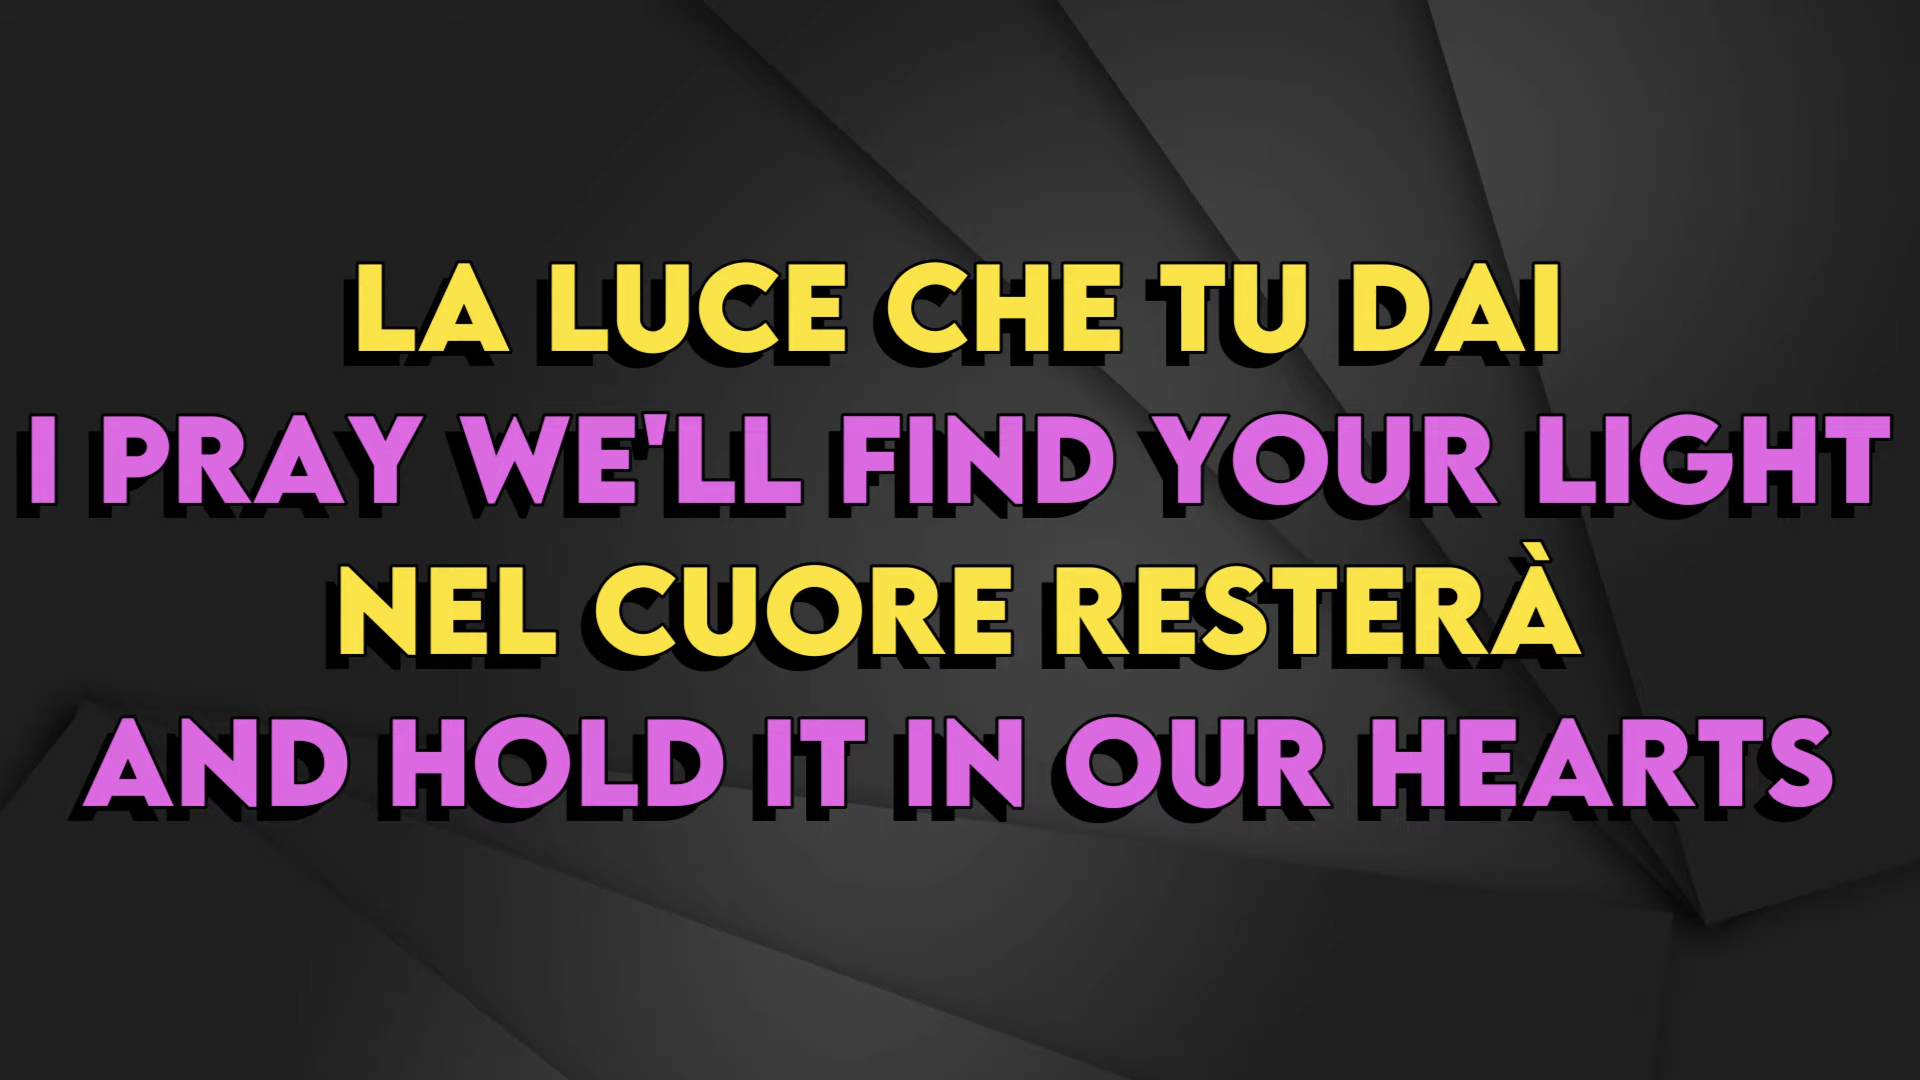 LA LUCE CHE TU DAI
I PRAY WE'LL FIND YOUR LIGHT
NEL CUORE RESTERÀ
AND HOLD IT IN OUR HEARTS